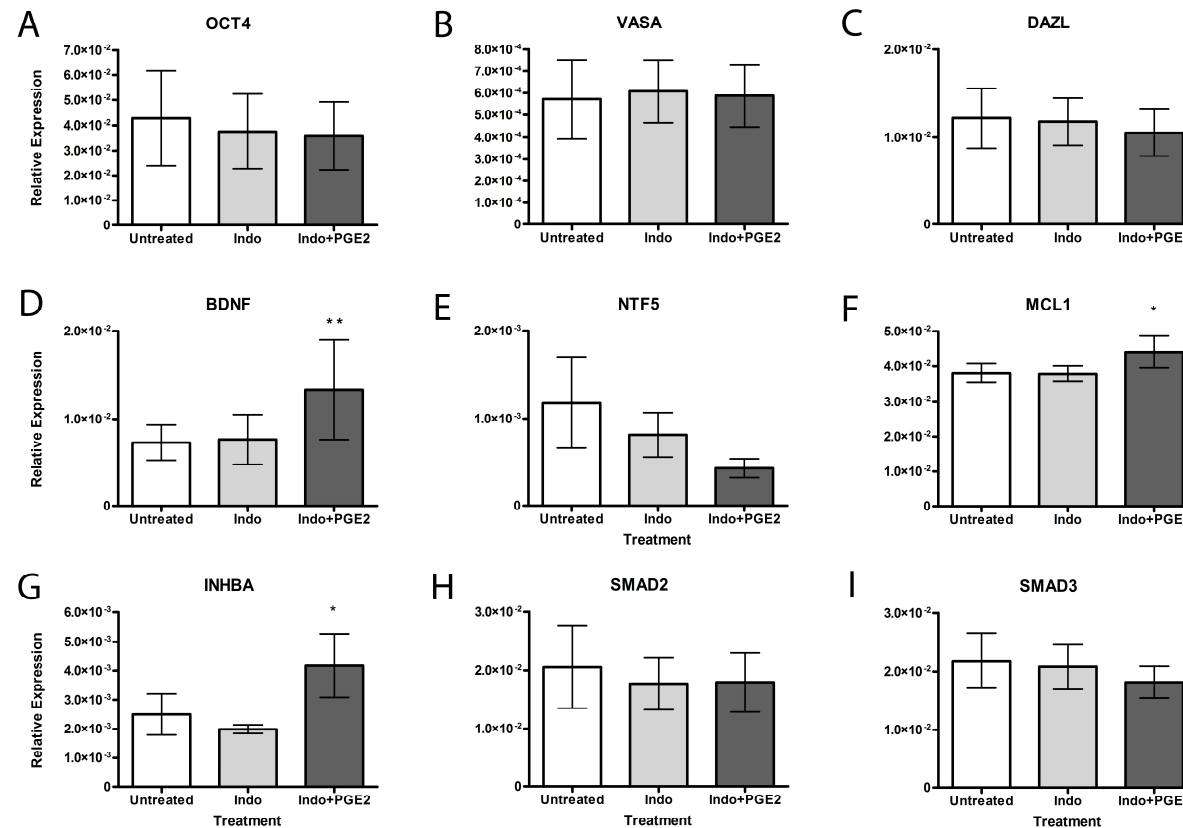 A
OCT4
Relative Expression
7.0×10⁻²
6.0×10⁻²
5.0×10⁻²
4.0×10⁻²
3.0×10⁻²
2.0×10⁻²
1.0×10⁻²
0
Untreated Indo Indo+PGE2
B
VASA
8.0×10⁻⁴
7.0×10⁻⁴
6.0×10⁻⁴
5.0×10⁻⁴
4.0×10⁻⁴
3.0×10⁻⁴
2.0×10⁻⁴
1.0×10⁻⁴
0
Untreated Indo Indo+PGE2
C
DAZL
2.0×10⁻²
1.0×10⁻²
0
Untreated Indo Indo+PGE
D
BDNF
Relative Expression
2.0×10⁻²
1.0×10⁻²
0
**
Untreated Indo Indo+PGE2
E
NTF5
2.0×10⁻³
1.0×10⁻³
0
Untreated Indo Indo+PGE2
Treatment
F
MCL1
5.0×10⁻²
4.0×10⁻²
3.0×10⁻²
2.0×10⁻²
1.0×10⁻²
0
*
Untreated Indo Indo+PGE
G
INHBA
Relative Expression
6.0×10⁻³
5.0×10⁻³
4.0×10⁻³
3.0×10⁻³
2.0×10⁻³
1.0×10⁻³
0
*
Untreated Indo Indo+PGE2
Treatment
H
SMAD2
3.0×10⁻²
2.0×10⁻²
1.0×10⁻²
0
Untreated Indo Indo+PGE2
Treatment
I
SMAD3
3.0×10⁻²
2.0×10⁻²
1.0×10⁻²
0
Untreated Indo Indo+PGE
Treatment